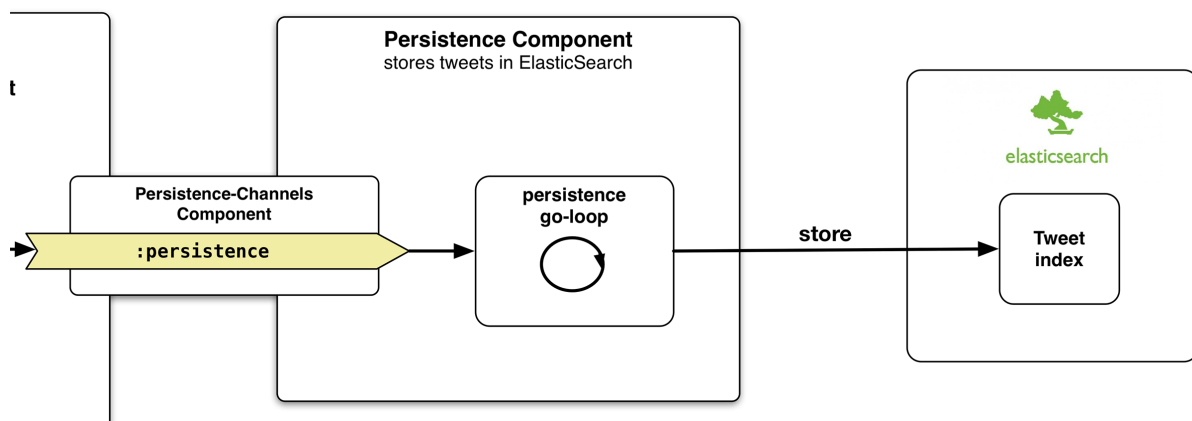 t
Persistence Component
stores tweets in ElasticSearch
Persistence-Channels
Component
:persistence
persistence
go-loop
store
elasticsearch
Tweet
index